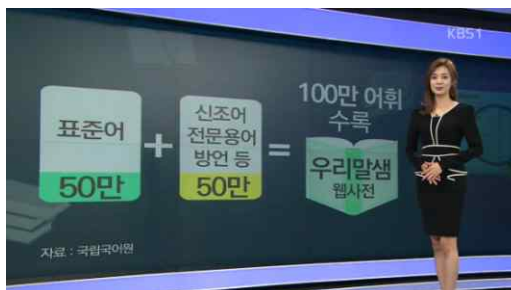 KBS1
표준어
50만
+
신조어
전문용어
방언 등
50만
=
100만 어휘
수록
우리말샘
웹사전
자료 : 국립국어원